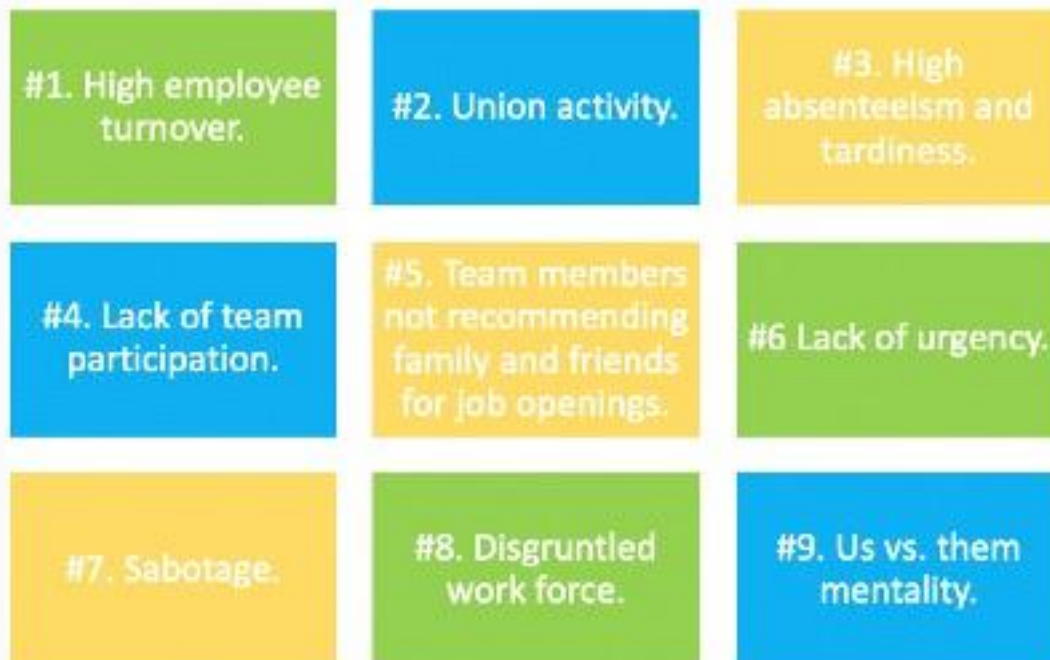 #1. High employee
turnover.
#2. Union activity.
#3. High
absenteeism and
tardiness.
#4. Lack of team
participation.
#5. Team members
not recommending
family and friends
for job openings.
#6 Lack of urgency.
#7. Sabotage.
#8. Disgruntled
work force.
#9. Us vs. them
mentality.